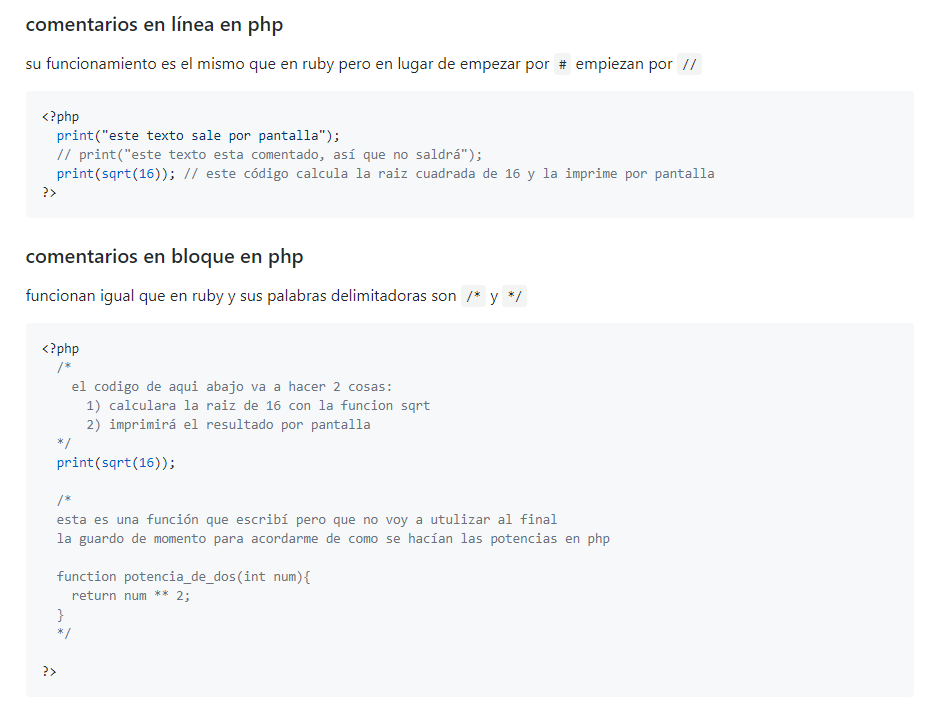 comentarios en línea en php
su funcionamiento es el mismo que en ruby pero en lugar de empezar por # empiezan por //
<?php
  print("este texto sale por pantalla");
  // print("este texto esta comentado, así que no saldrá");
  print(sqrt(16)); // este código calcula la raiz cuadrada de 16 y la imprime por pantalla
?>
comentarios en bloque en php
funcionan igual que en ruby y sus palabras delimitadoras son /* y */
<?php
  /*
    el codigo de aqui abajo va a hacer 2 cosas:
      1) calculara la raiz de 16 con la funcion sqrt
      2) imprimirá el resultado por pantalla
  */
  print(sqrt(16));

  /*
  esta es una función que escribí pero que no voy a utulizar al final
  la guardo de momento para acordarme de como se hacían las potencias en php

  function potencia_de_dos(int num){
    return num ** 2;
  }
  */

?>